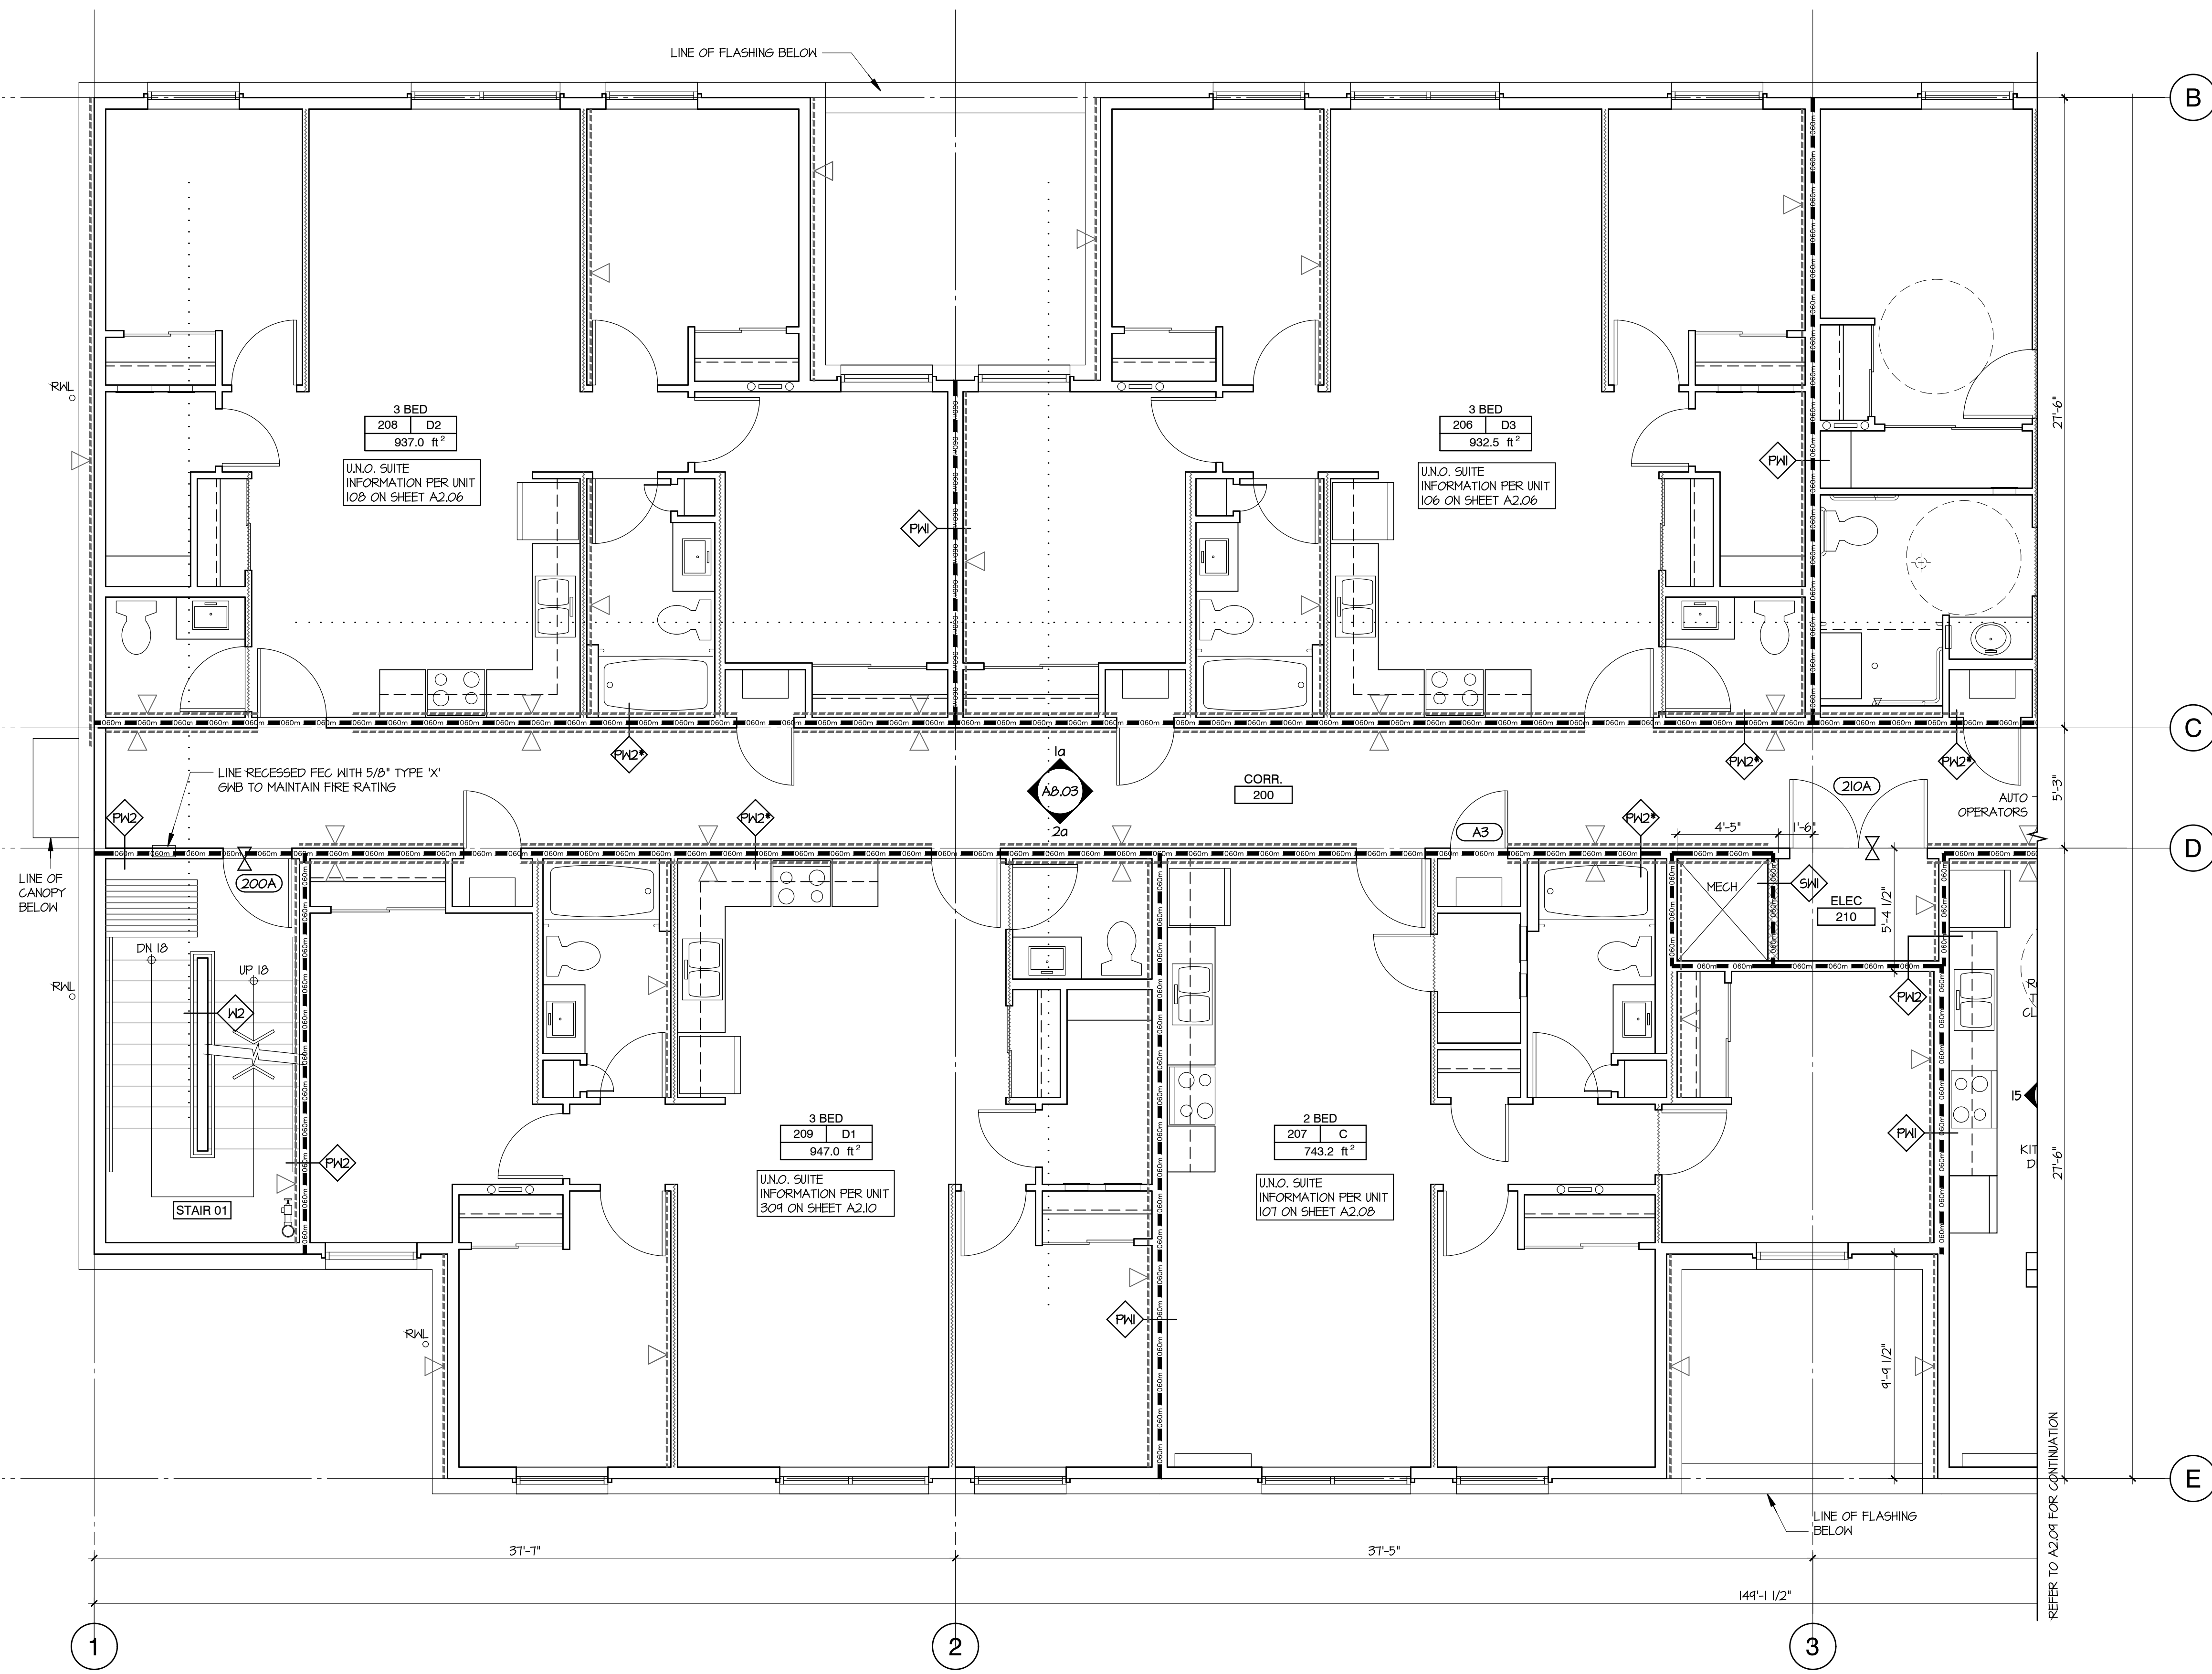 LINE OF FLASHING BELOW
B
RWL
3 BED
208 D2
937.0 ft²
U.N.O. SUITE
INFORMATION PER UNIT
108 ON SHEET A2.06
3 BED
206 D3
932.5 ft²
U.N.O. SUITE
INFORMATION PER UNIT
106 ON SHEET A2.06
27'-6"
PW1
PW1
060m
C
PW2*
PW2*
PW2*
LINE RECESSED FEC WITH 5/8" TYPE 'X'
GWB TO MAINTAIN FIRE RATING
1a
A8.03
2a
CORR.
200
210A
AUTO
OPERATORS
5'-3"
PW2
PW2*
A3
PW2*
4'-5"
1'-6"
D
LINE OF
CANOPY
BELOW
200A
MECH
SW1
ELEC
210
5'-4 1/2"
DN 18
UP 18
RWL
W2
PW2
CL
15
3 BED
209 D1
947.0 ft²
U.N.O. SUITE
INFORMATION PER UNIT
309 ON SHEET A2.10
2 BED
207 C
743.2 ft²
U.N.O. SUITE
INFORMATION PER UNIT
107 ON SHEET A2.08
PW1
KIT
D
27'-6"
PW2
STAIR 01
RWL
PW1
9'-9 1/2"
E
LINE OF FLASHING
BELOW
REFER TO A2.09 FOR CONTINUATION
37'-7"
37'-5"
149'-1 1/2"
1
2
3